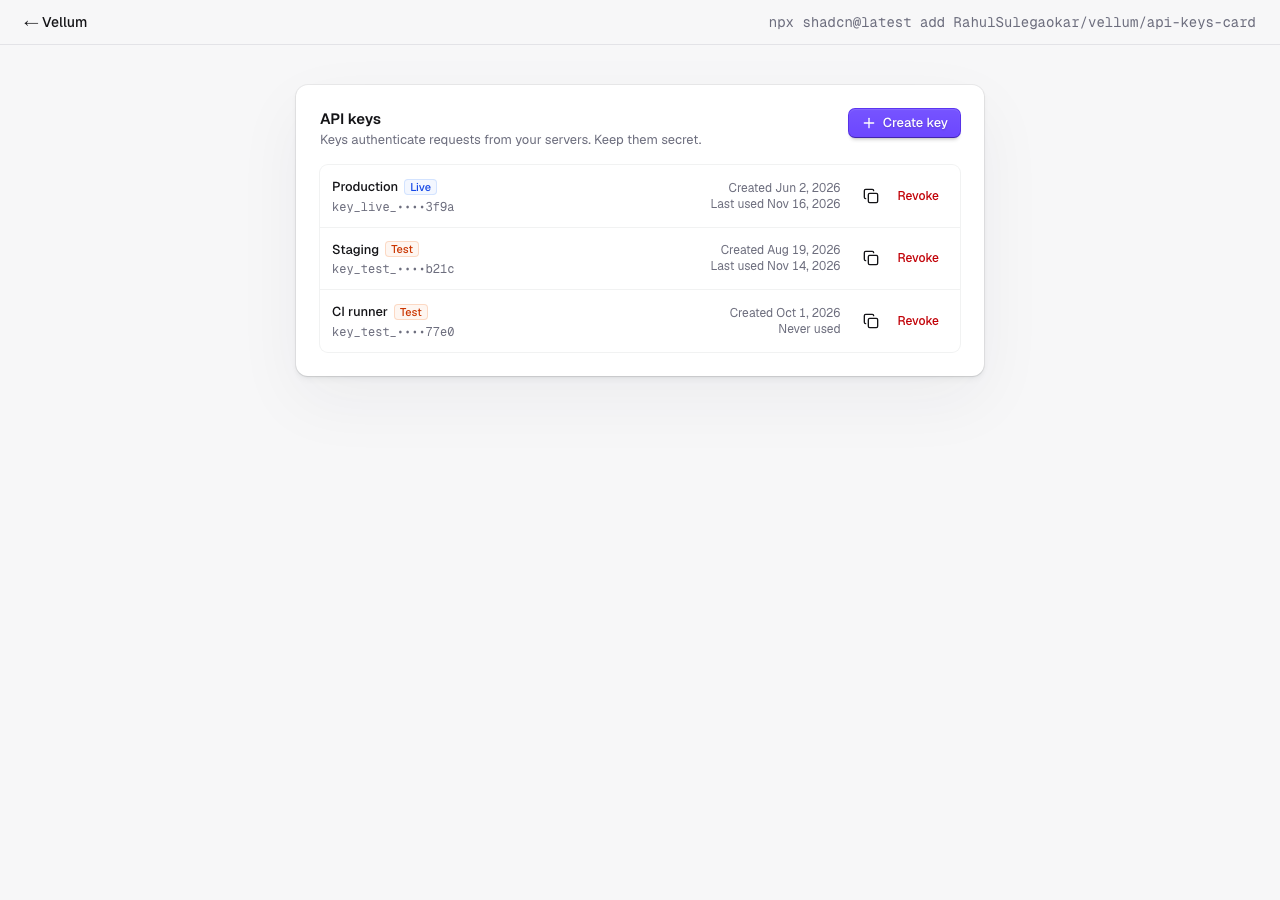 ← Vellum
npx shadcn@latest add RahulSulegaokar/vellum/api-keys-card
API keys
Keys authenticate requests from your servers. Keep them secret.
Create key
Production Live
key_live_••••3f9a
Created Jun 2, 2026
Last used Nov 16, 2026
Revoke
Staging Test
key_test_••••b21c
Created Aug 19, 2026
Last used Nov 14, 2026
Revoke
CI runner Test
key_test_••••77e0
Created Oct 1, 2026
Never used
Revoke